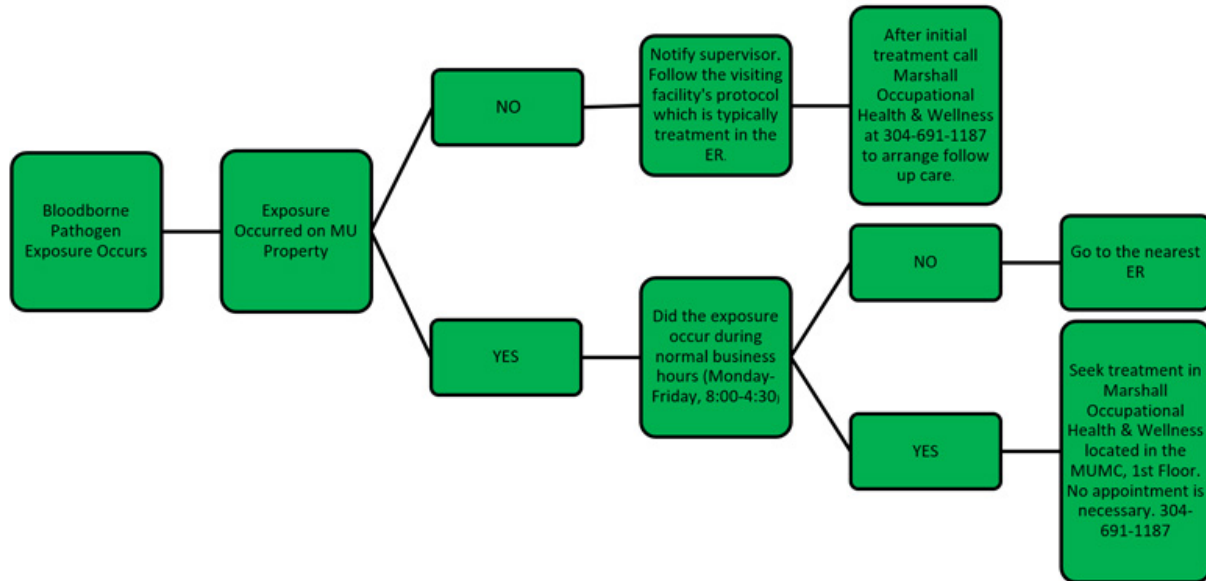 Bloodborne
Pathogen
Exposure Occurs
Exposure
Occurred on MU
Property
NO
Notify supervisor.
Follow the visiting
facility's protocol
which is typically
treatment in the
ER.
After initial
treatment call
Marshall
Occupational
Health & Wellness
at 304-691-1187
to arrange follow
up care.
YES
Did the exposure
occur during
normal business
hours (Monday-
Friday, 8:00-4:30)
NO
Go to the nearest
ER
YES
Seek treatment in
Marshall
Occupational
Health & Wellness
located in the
MUMC, 1st Floor.
No appointment is
necessary. 304-
691-1187